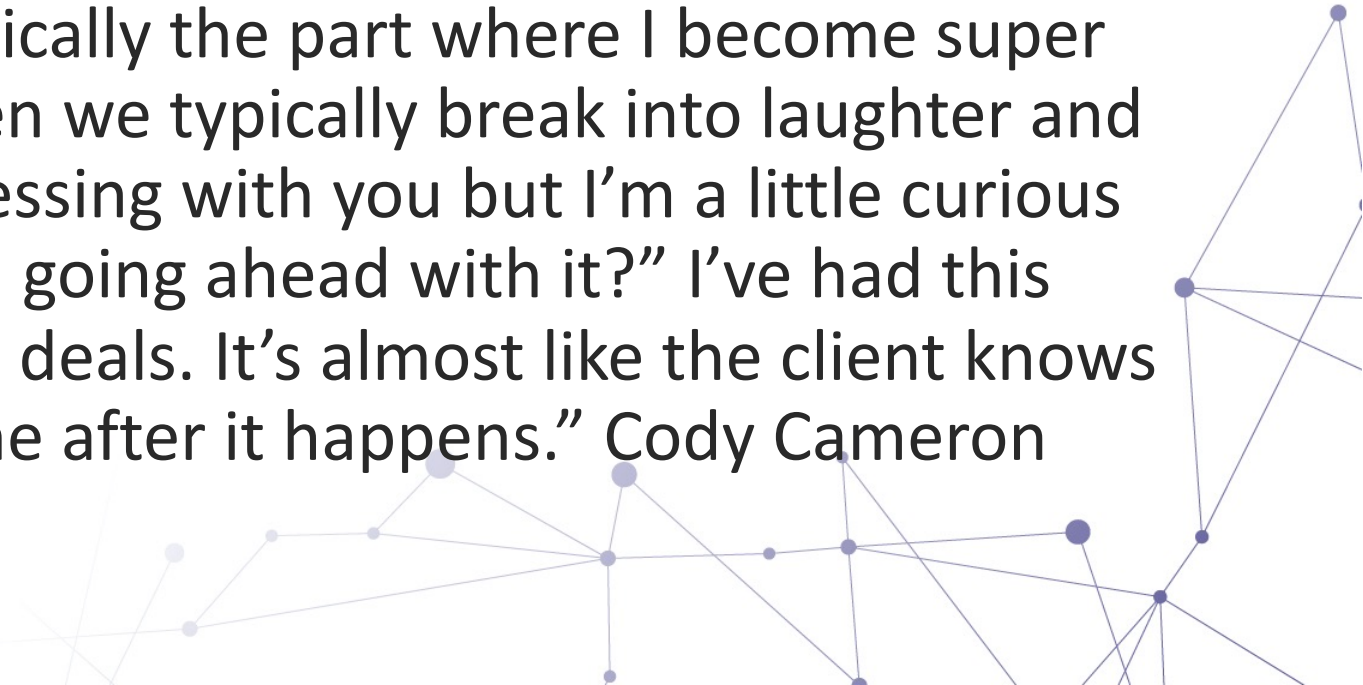 ically the part where I become super
en we typically break into laughter and
essing with you but I’m a little curious
going ahead with it?” I’ve had this
deals. It’s almost like the client knows
e after it happens.” Cody Cameron